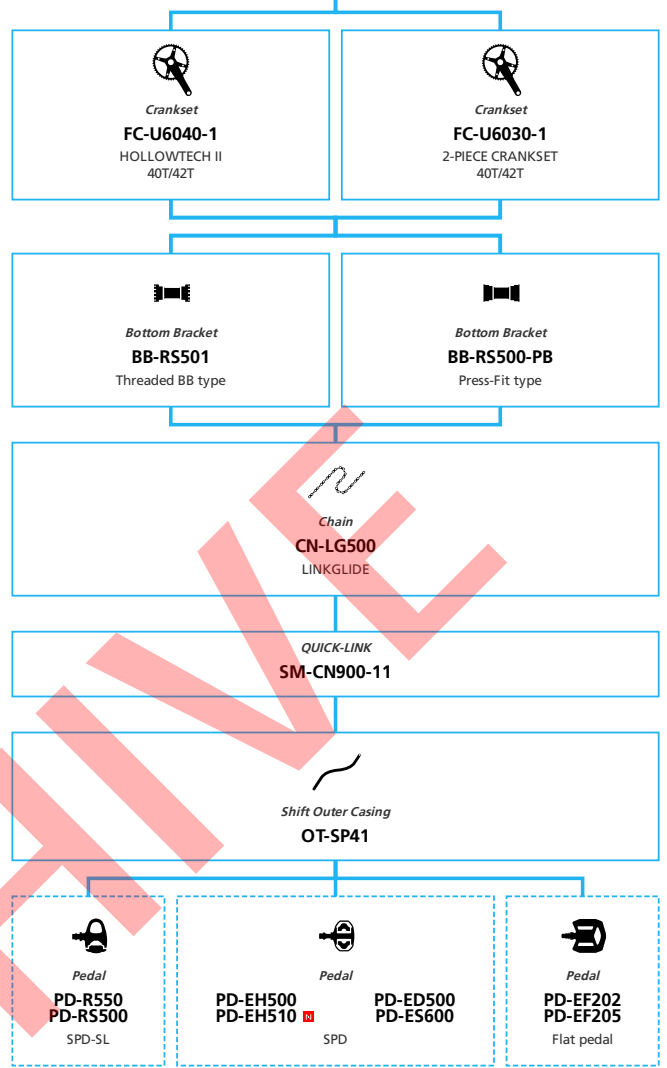 Crankset
FC-U6040-1
HOLLOWTECH II
40T/42T
Crankset
FC-U6030-1
2-PIECE CRANKSET
40T/42T
Bottom Bracket
BB-RS501
Threaded BB type
Bottom Bracket
BB-RS500-PB
Press-Fit type
Chain
CN-LG500
LINKGLIDE
QUICK-LINK
SM-CN900-11
Shift Outer Casing
OT-SP41
Pedal
PD-R550
PD-RS500
SPD-SL
Pedal
PD-EH500 PD-ED500
PD-EH510 N PD-ES600
SPD
Pedal
PD-EF202
PD-EF205
Flat pedal
HIVE